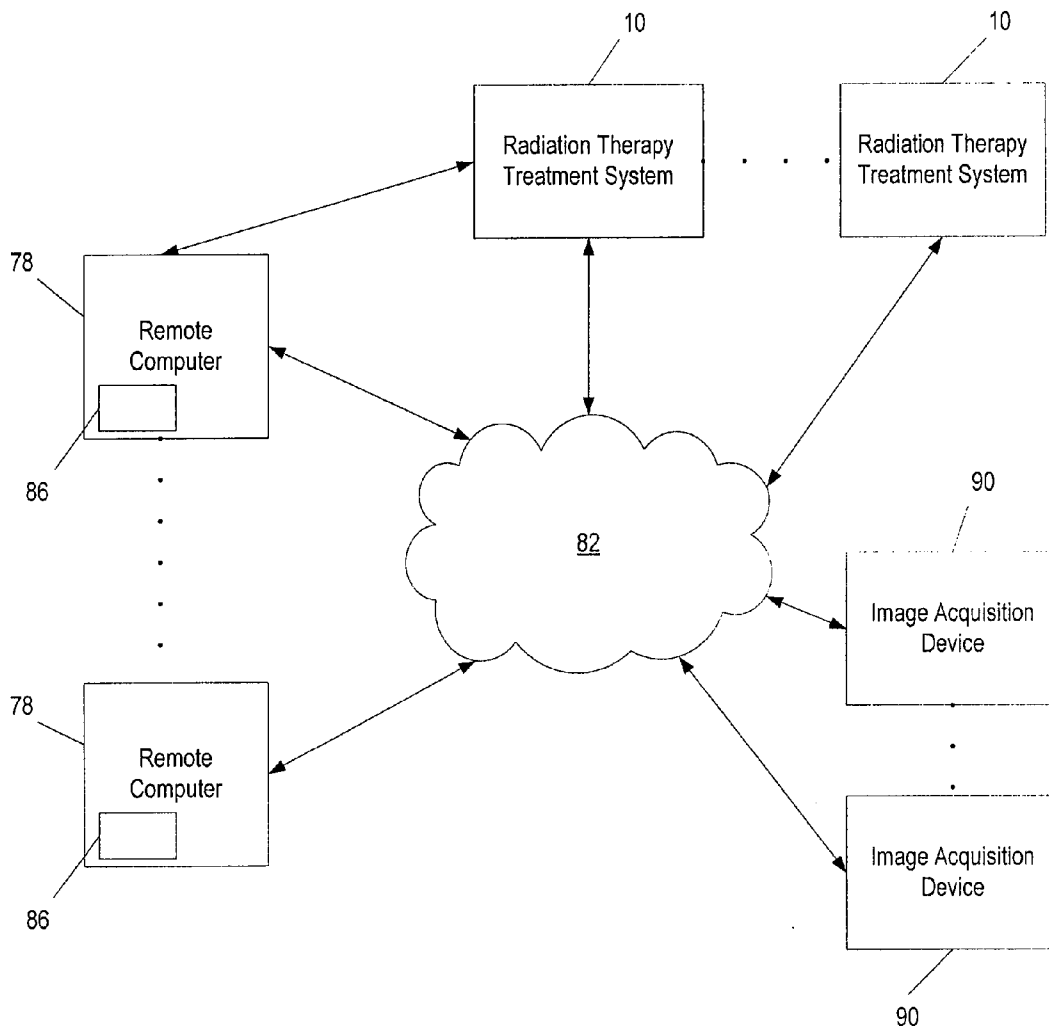 10
10
Radiation Therapy
Treatment System
Radiation Therapy
Treatment System
78
Remote
Computer
86
82
90
Image Acquisition
Device
78
Remote
Computer
86
Image Acquisition
Device
90